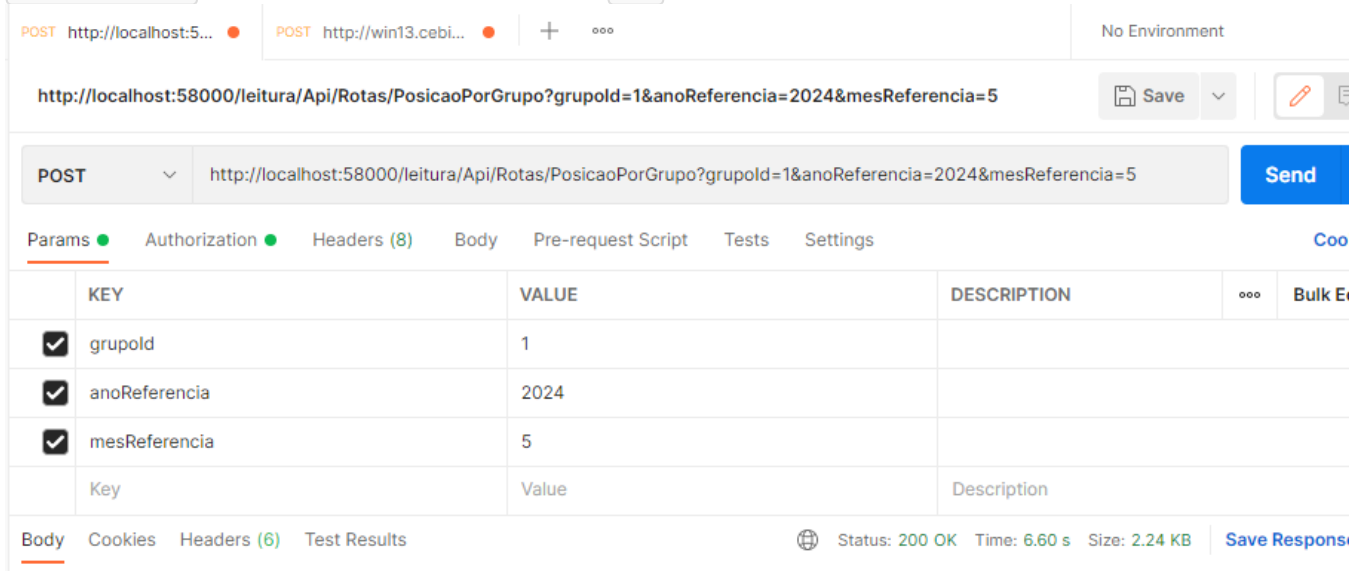 POST http://localhost:5... POST http://win13.cebi... No Environment
http://localhost:58000/leitura/Api/Rotas/PosicaoPorGrupo?grupoId=1&anoReferencia=2024&mesReferencia=5 Save
POST http://localhost:58000/leitura/Api/Rotas/PosicaoPorGrupo?grupoId=1&anoReferencia=2024&mesReferencia=5 Send
Params Authorization Headers (8) Body Pre-request Script Tests Settings Coo
KEY VALUE DESCRIPTION Bulk E
grupoId 1
anoReferencia 2024
mesReferencia 5
Key Value Description
Body Cookies Headers (6) Test Results Status: 200 OK Time: 6.60 s Size: 2.24 KB Save Response